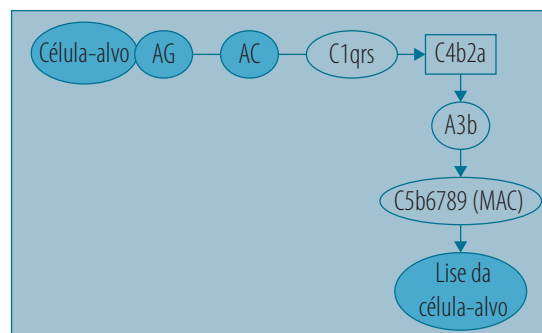 Célula-alvo
AG
AC
C1qrs
C4b2a
A3b
C5b6789 (MAC)
Lise da
célula-alvo